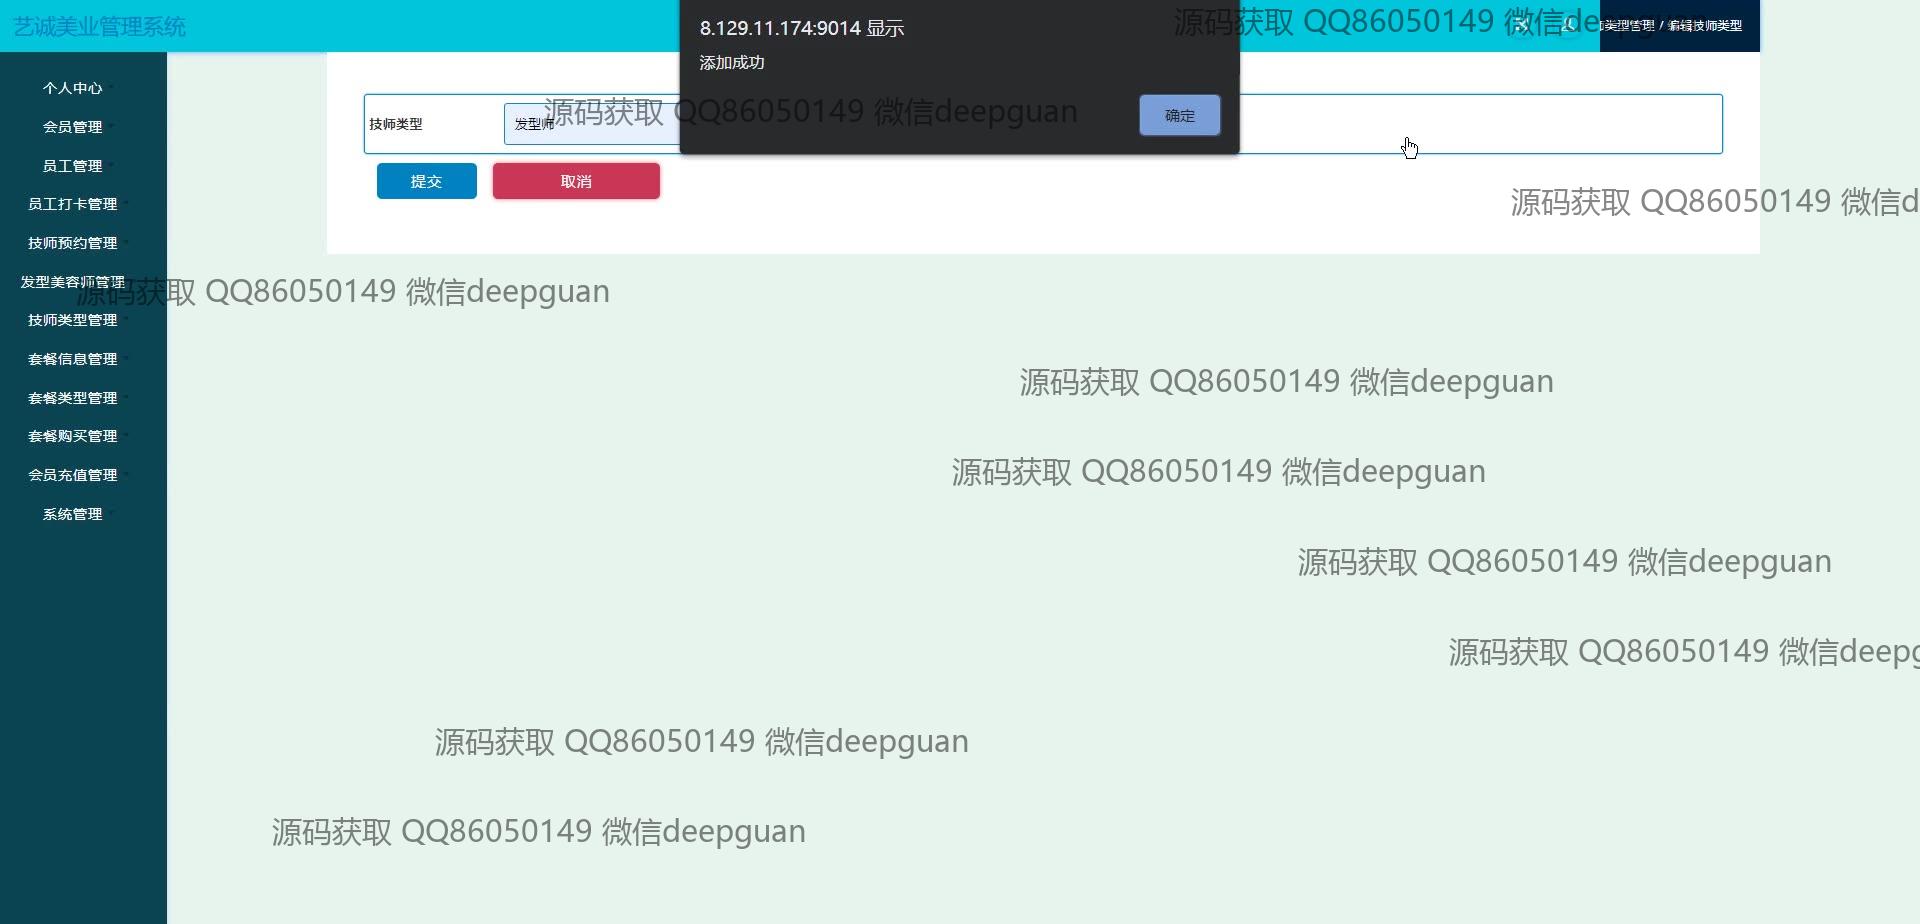 艺诚美业管理系统
8.129.11.174:9014 显示
添加成功
确定
源码获取 QQ86050149 微信deepguan
师类型管理 / 编辑技师类型
个人中心
会员管理
员工管理
员工打卡管理
技师预约管理
发型美容师管理
技师类型管理
套餐信息管理
套餐类型管理
套餐购买管理
会员充值管理
系统管理
技师类型
发型师
源码获取 QQ86050149 微信deepguan
提交
取消
源码获取 QQ86050149 微信d
源码获取 QQ86050149 微信deepguan
源码获取 QQ86050149 微信deepguan
源码获取 QQ86050149 微信deepguan
源码获取 QQ86050149 微信deepguan
源码获取 QQ86050149 微信deepg
源码获取 QQ86050149 微信deepguan
源码获取 QQ86050149 微信deepguan